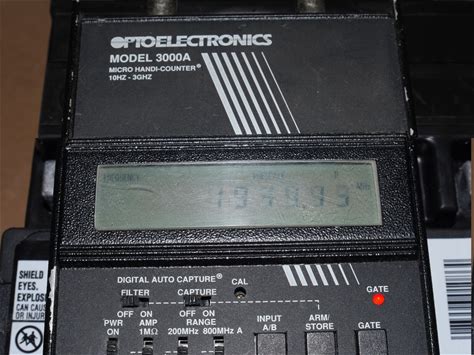 OPTOELECTRONICS
MODEL 3000A
MICRO HANDI-COUNTER®
10HZ - 3GHZ
FREQUENCY
DIGITAL AUTO CAPTURE®
FILTER CAPTURE CAL GATE
OFF ON OFF
PWR AMP RANGE INPUT ARM/
ON 1MΩ 200MHz 800MHz A A/B STORE GATE
SHIELD
EYES.